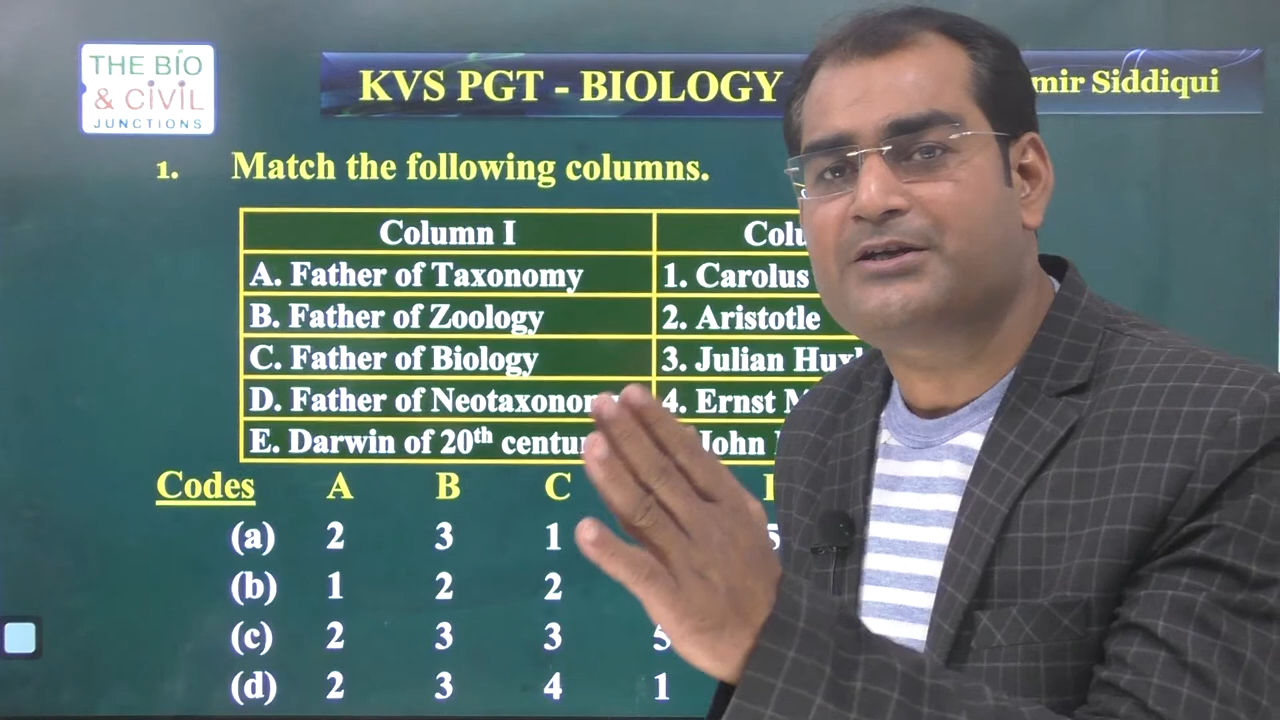 THE BIO
& CIVIL
JUNCTIONS
KVS PGT - BIOLOGY
Siddiqui
1. Match the following columns.
Column I
A. Father of Taxonomy 1. Carolus
B. Father of Zoology 2. Aristotle
C. Father of Biology 3. Julian
D. Father of 4. Ernst
E. Darwin of 20th John
Codes A B C
(a) 2 3 1 5
(b) 1 2 2
(c) 2 3 3 5
(d) 2 3 4 1